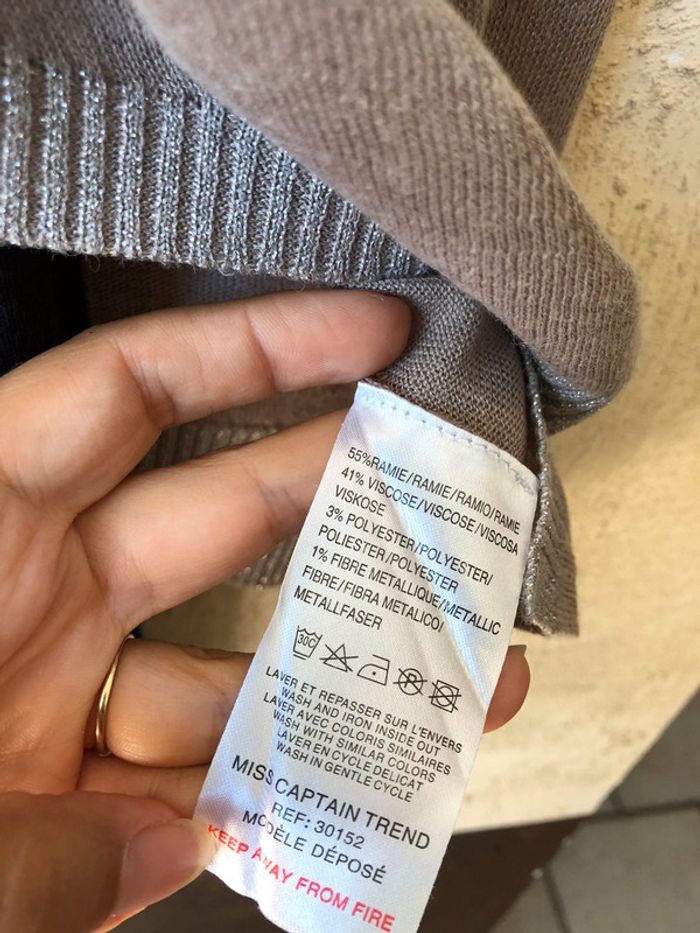 55%RAMIE/RAMIE/RAMIO/RAMIE
41% VISCOSE/VISCOSE/VISCOSA
VISKOSE
3% POLYESTER/POLYESTER/
POLIESTER/POLYESTER
1% FIBRE METALLIQUE/METALLIC
FIBRE/FIBRA METALICO/
METALLFASER
30C
P
LAVER ET REPASSER SUR L'ENVERS
WASH AND IRON INSIDE OUT
LAVER AVEC COLORIS SIMILAIRES
WASH WITH SIMILAR COLORS
LAVER EN CYCLE DELICAT
WASH IN GENTLE CYCLE
MISS CAPTAIN TREND
REF: 30152
MODÈLE DÉPOSÉ
KEEP AWAY FROM FIRE